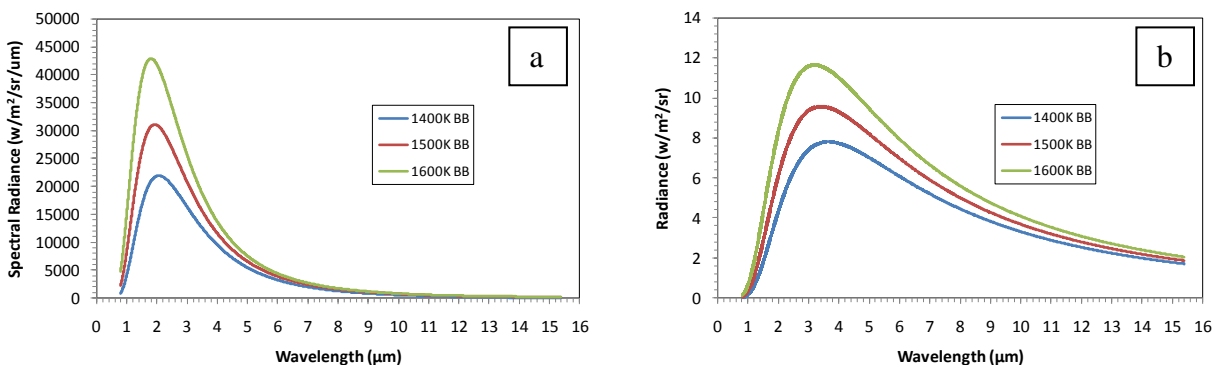 Spectral Radiance (w/m²/sr/um)
50000
45000
40000
35000
30000
25000
20000
15000
10000
5000
0
a
1400K BB
1500K BB
1600K BB
0 1 2 3 4 5 6 7 8 9 10 11 12 13 14 15 16
Wavelength (µm)
Radiance (w/m²/sr)
14
12
10
8
6
4
2
0
b
1400K BB
1500K BB
1600K BB
0 1 2 3 4 5 6 7 8 9 10 11 12 13 14 15 16
Wavelength (µm)